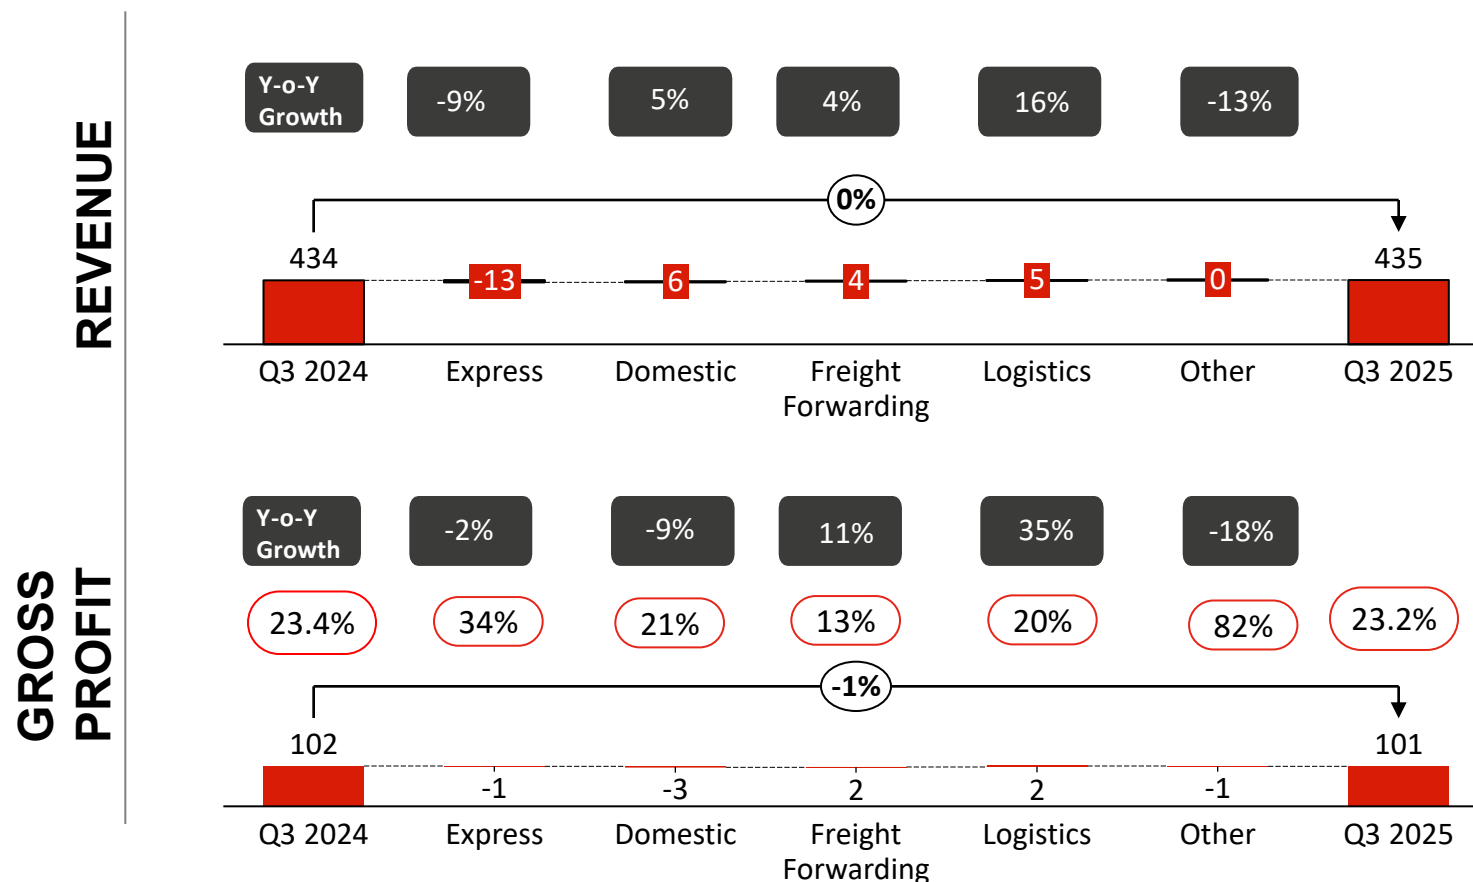 REVENUE
Y-o-Y
Growth
-9%
5%
4%
16%
-13%
0%
434
-13
6
4
5
0
435
Q3 2024
Express
Domestic
Freight
Forwarding
Logistics
Other
Q3 2025
GROSS
PROFIT
Y-o-Y
Growth
-2%
-9%
11%
35%
-18%
23.4%
34%
21%
13%
20%
82%
23.2%
-1%
102
-1
-3
2
2
-1
101
Q3 2024
Express
Domestic
Freight
Forwarding
Logistics
Other
Q3 2025